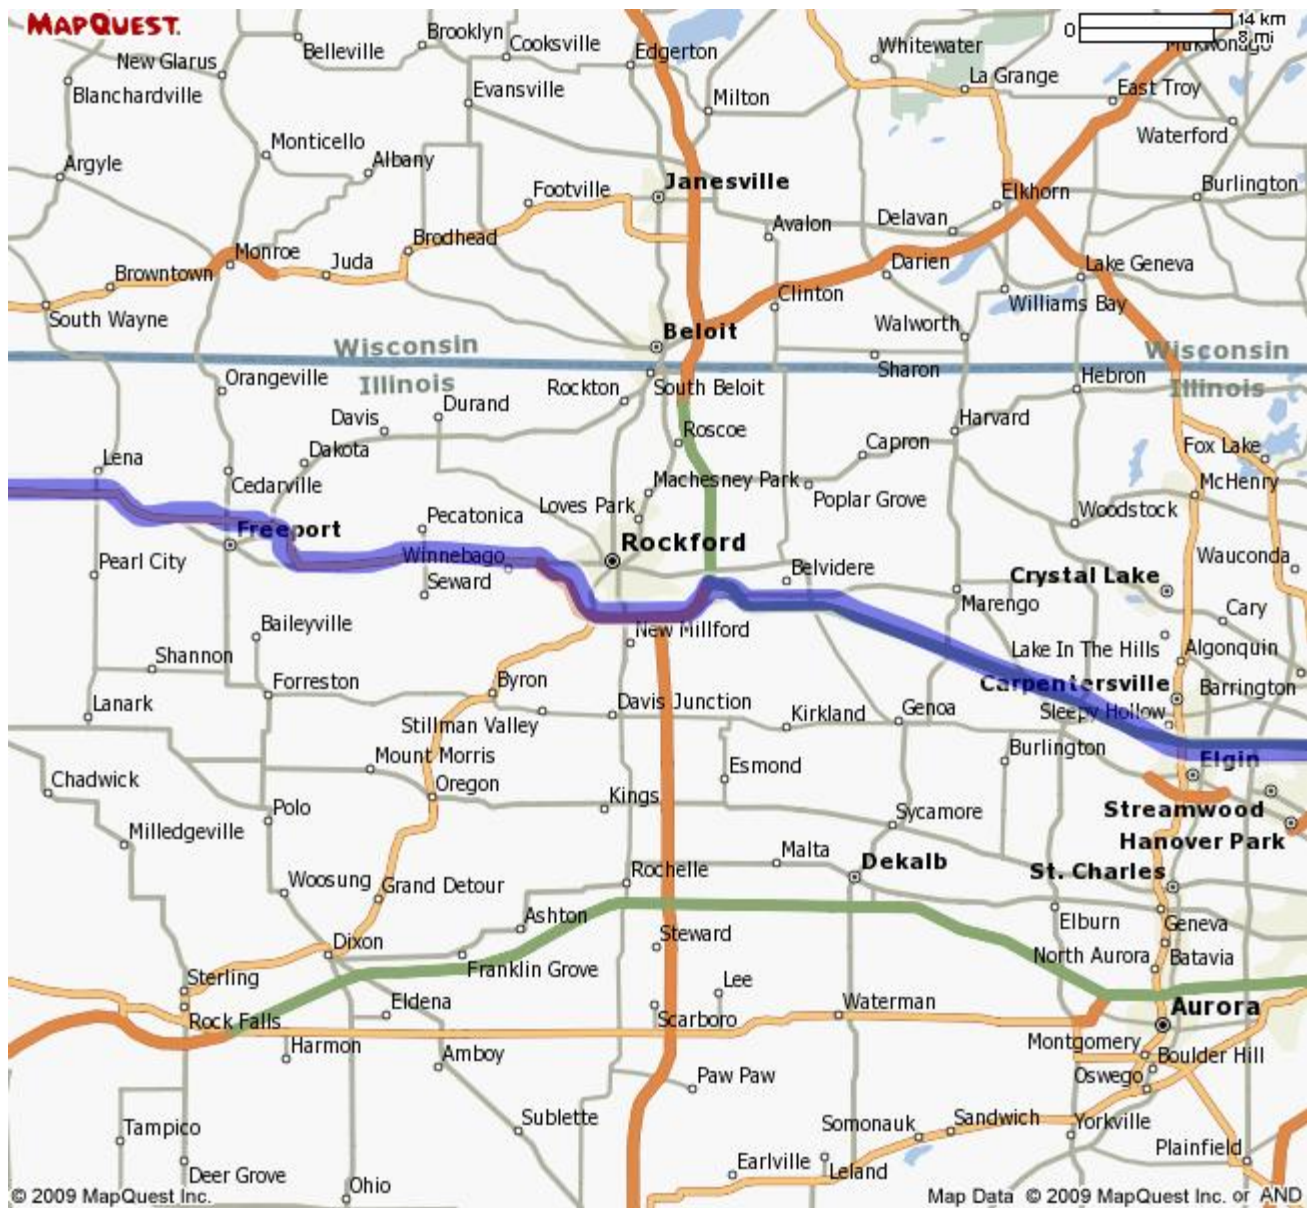 MAPQUEST.
0
14 km
8 mi
Belleville
Brooklyn
Cooksville
Edgerton
Whitewater
Mukwonago
New Glarus
Blanchardville
Evansville
Milton
La Grange
East Troy
Waterford
Monticello
Albany
Argyle
Footville
Janesville
Elkhorn
Burlington
Avalon
Delavan
Brodhead
Monroe
Juda
Browntown
Darien
Lake Geneva
Clinton
Williams Bay
South Wayne
Beloit
Walworth
Wisconsin
Wisconsin
Illinois
Illinois
Orangeville
Rockton
South Beloit
Sharon
Hebron
Durand
Davis
Roscoe
Harvard
Capron
Fox Lake
Lena
Dakota
Cedarville
Machesney Park
Poplar Grove
McHenry
Loves Park
Woodstock
Pecatonica
Freeport
Rockford
Winnebago
Pearl City
Seward
Belvidere
Wauconda
Crystal Lake
Marengo
Cary
Baileyville
New Millford
Lake In The Hills
Algonquin
Shannon
Forreston
Byron
Carpentersville
Barrington
Lanark
Stillman Valley
Davis Junction
Kirkland
Genoa
Sleepy Hollow
Mount Morris
Burlington
Elgin
Chadwick
Oregon
Esmond
Polo
Kings
Sycamore
Streamwood
Milledgeville
Hanover Park
Malta
Dekalb
St. Charles
Woosung
Grand Detour
Rochelle
Ashton
Elburn
Geneva
Dixon
Steward
North Aurora
Batavia
Franklin Grove
Sterling
Lee
Eldena
Waterman
Aurora
Rock Falls
Scarboro
Harmon
Amboy
Montgomery
Boulder Hill
Paw Paw
Oswego
Sublette
Tampico
Somonauk
Sandwich
Yorkville
Plainfield
Deer Grove
Earlville
Leland
Ohio
© 2009 MapQuest Inc.
Map Data © 2009 MapQuest Inc. or AND